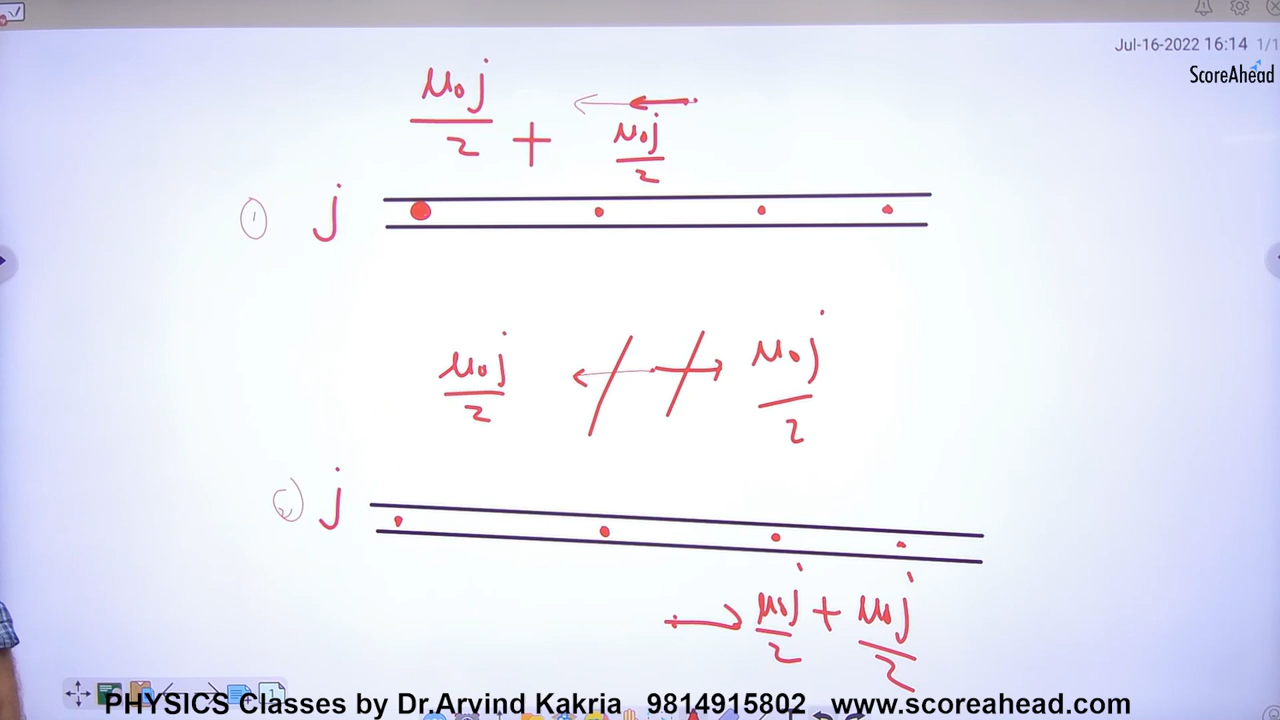 Jul-16-2022 16:14 1/1
ScoreAhead
μ₀j/2 + μ₀j/2
① j
μ₀j/2 μ₀j/2
② j
μ₀j/2 + μ₀j/2
PHYSICS Classes by Dr.Arvind Kakria 9814915802 www.scoreahead.com